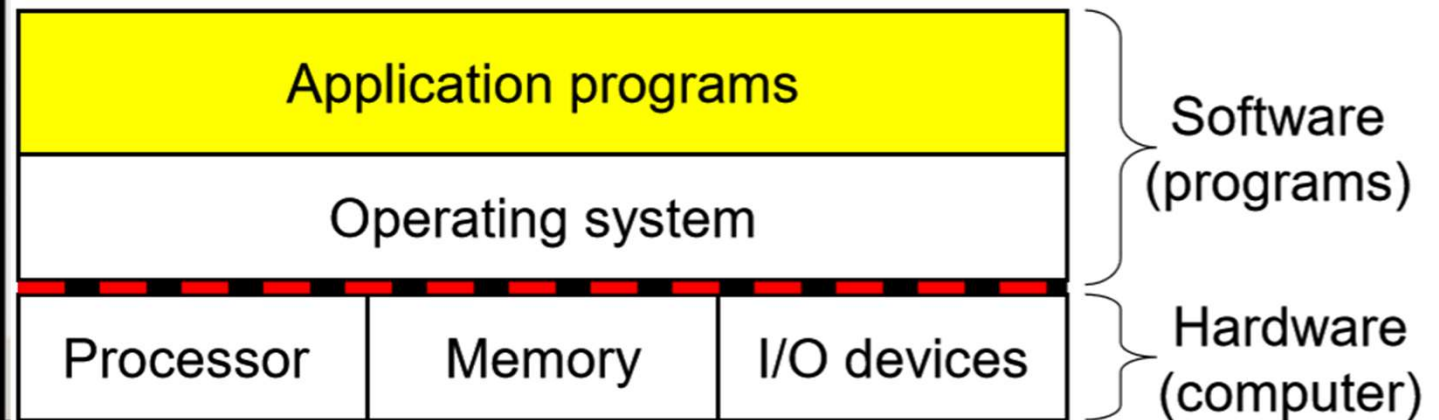 Application programs
Software
(programs)
Operating system
Processor
Memory
I/O devices
Hardware
(computer)